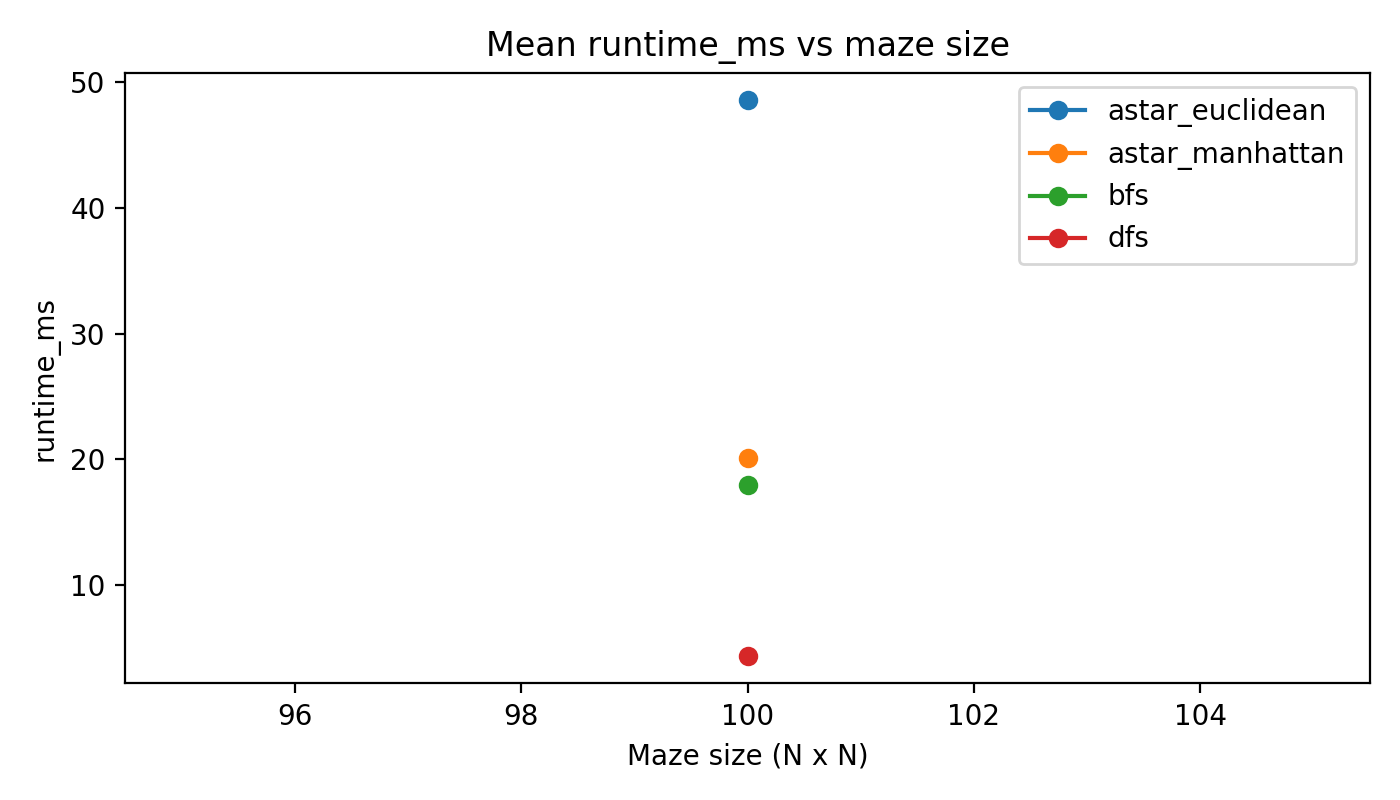 Mean runtime_ms vs maze size
50
40
30
20
10
runtime_ms
astar_euclidean
astar_manhattan
bfs
dfs
96 98 100 102 104
Maze size (N x N)